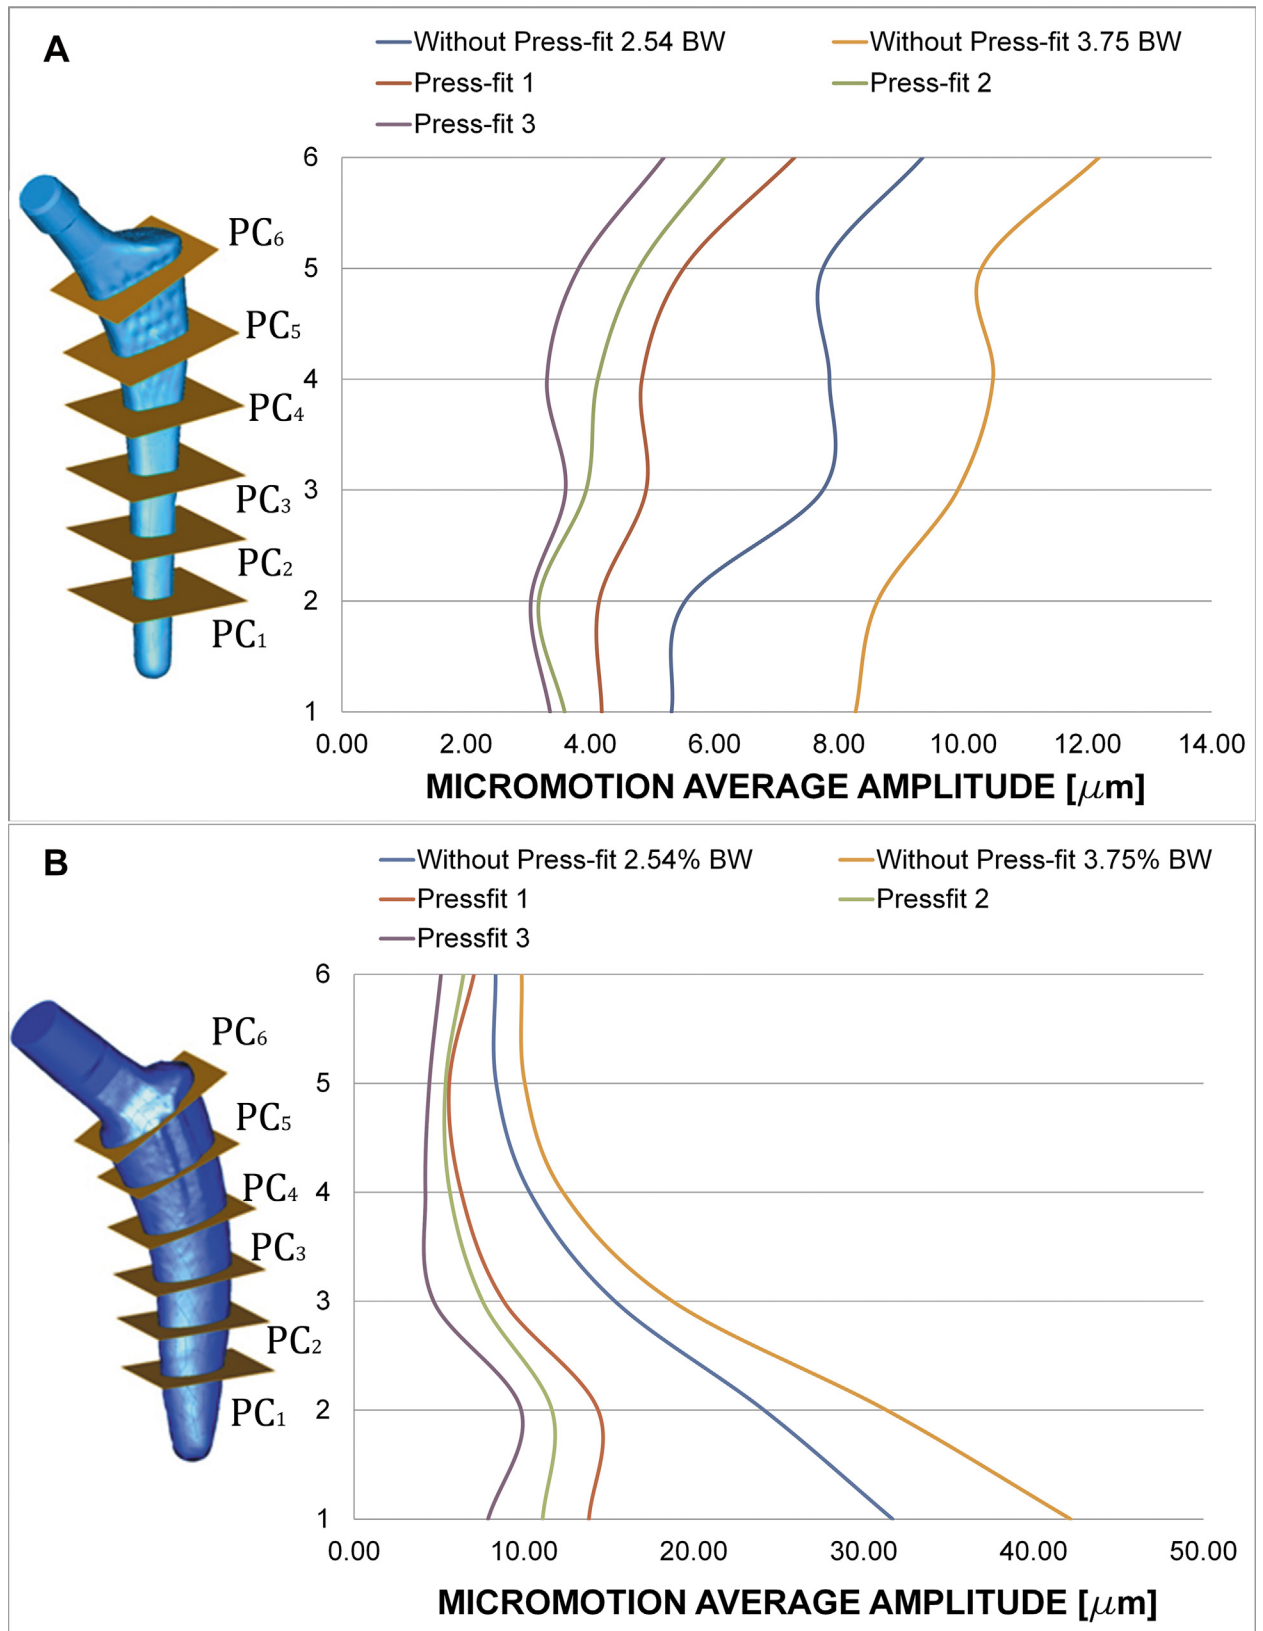 A
Without Press-fit 2.54 BW
Without Press-fit 3.75 BW
Press-fit 1
Press-fit 2
Press-fit 3
6
5
4
3
2
1
PC6
PC5
PC4
PC3
PC2
PC1
0.00 2.00 4.00 6.00 8.00 10.00 12.00 14.00
MICROMOTION AVERAGE AMPLITUDE [μm]
B
Without Press-fit 2.54% BW
Without Press-fit 3.75% BW
Pressfit 1
Pressfit 2
Pressfit 3
6
5
4
3
2
1
PC6
PC5
PC4
PC3
PC2
PC1
0.00 10.00 20.00 30.00 40.00 50.00
MICROMOTION AVERAGE AMPLITUDE [μm]